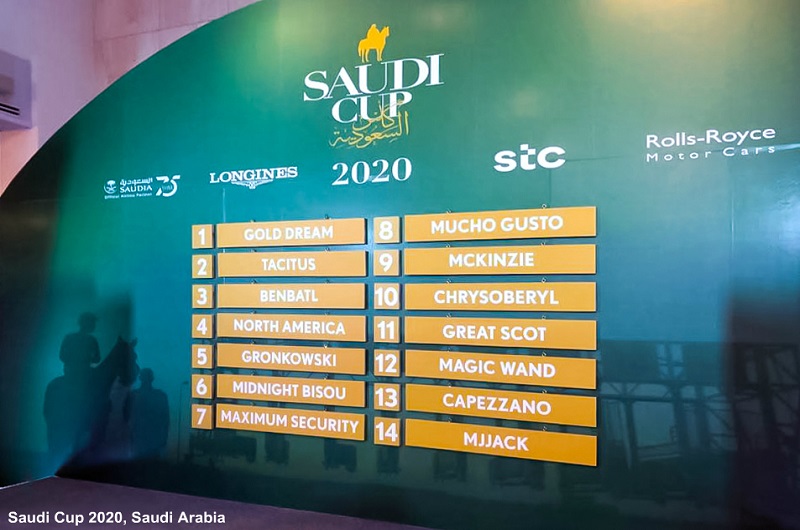 SAUDI
CUP
كأس
السعودية
2020
السعودية
SAUDIA
75
LONGINES
stc
Rolls-Royce
Motor Cars
1 GOLD DREAM
2 TACITUS
3 BENBATL
4 NORTH AMERICA
5 GRONKOWSKI
6 MIDNIGHT BISOU
7 MAXIMUM SECURITY
8 MUCHO GUSTO
9 MCKINZIE
10 CHRYSOBERYL
11 GREAT SCOT
12 MAGIC WAND
13 CAPEZZANO
14 MJJACK
Saudi Cup 2020, Saudi Arabia